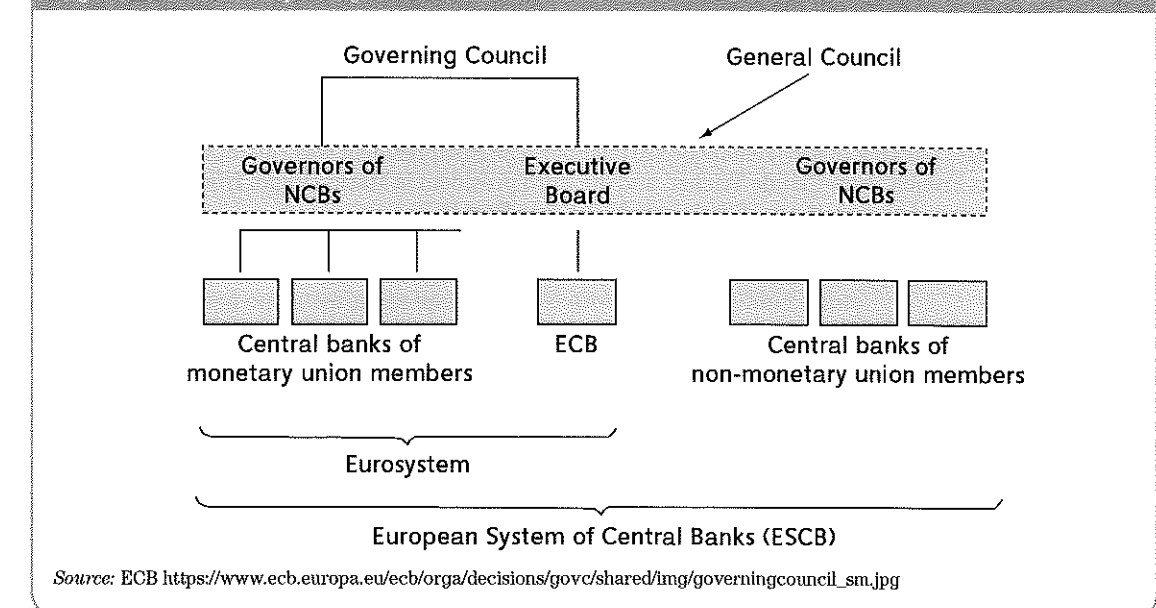 Governing Council
General Council
Governors of
NCBs
Executive
Board
Governors of
NCBs
Central banks of
monetary union members
ECB
Central banks of
non-monetary union members
Eurosystem
European System of Central Banks (ESCB)
Source: ECB https://www.ecb.europa.eu/ecb/orga/decisions/govc/shared/img/governingcouncil_sm.jpg